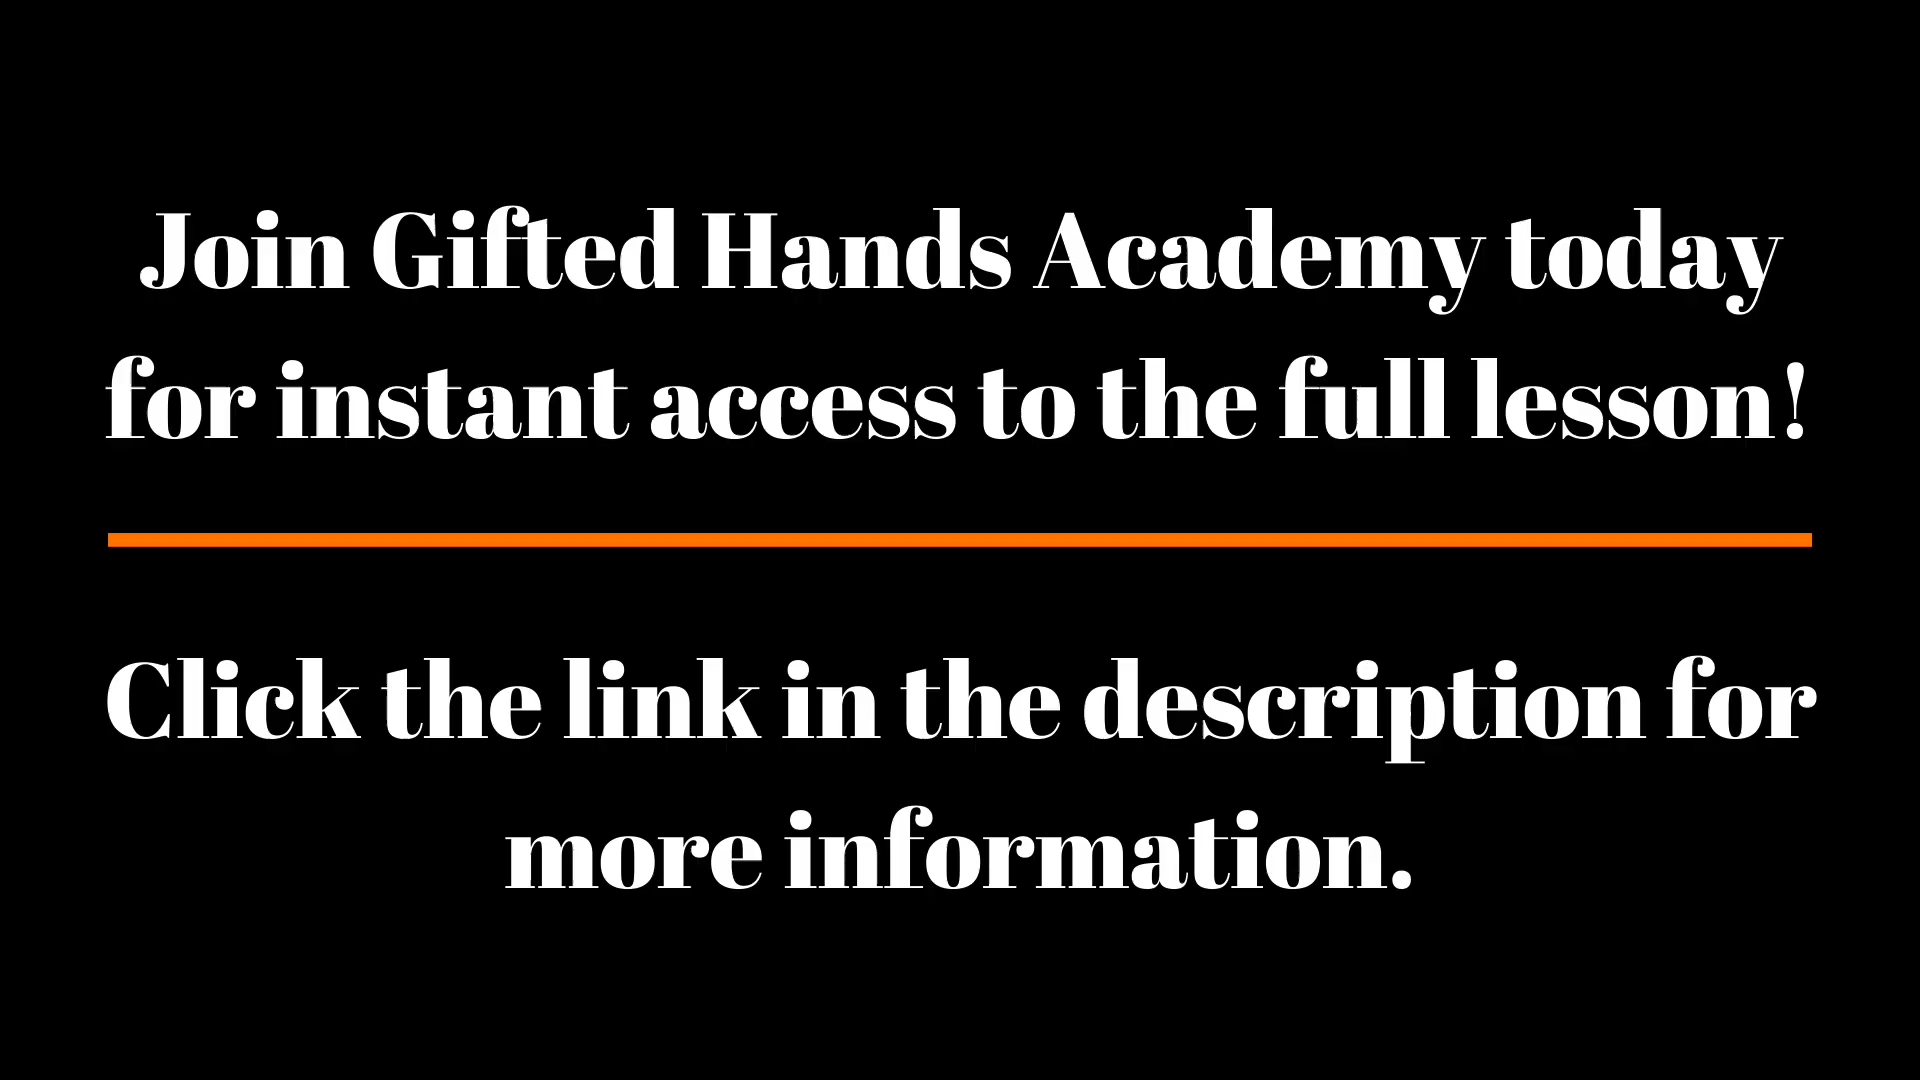 Join Gifted Hands Academy today
for instant access to the full lesson!
Click the link in the description for
more information.